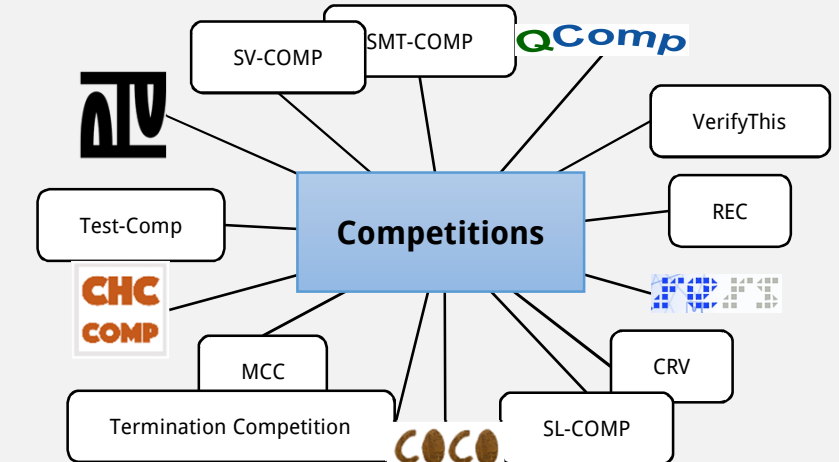 SMT-COMP
SV-COMP
QComp
VerifyThis
REC
Test-Comp
Competitions
CHC
COMP
rers
MCC
CRV
Termination Competition
SL-COMP
COCO